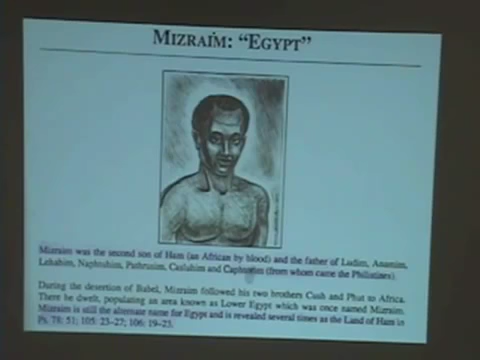 MIZRAIM: “EGYPT”
Mizraim was the second son of Ham (an African by blood) and the father of Ludim, Anamim,
Lehabim, Naphtuhim, Pathrusim, Casluhim and Caphtorim (from whom came the Philistines).
During the desertion of Babel, Mizraim followed his two brothers Cush and Phut to Africa.
There he dwelt, populating an area known as Lower Egypt which was once named Mizraim.
Mizraim is still the alternate name for Egypt and is revealed several times as the Land of Ham in
Ps. 78: 51; 105: 23-27; 106: 19-23.